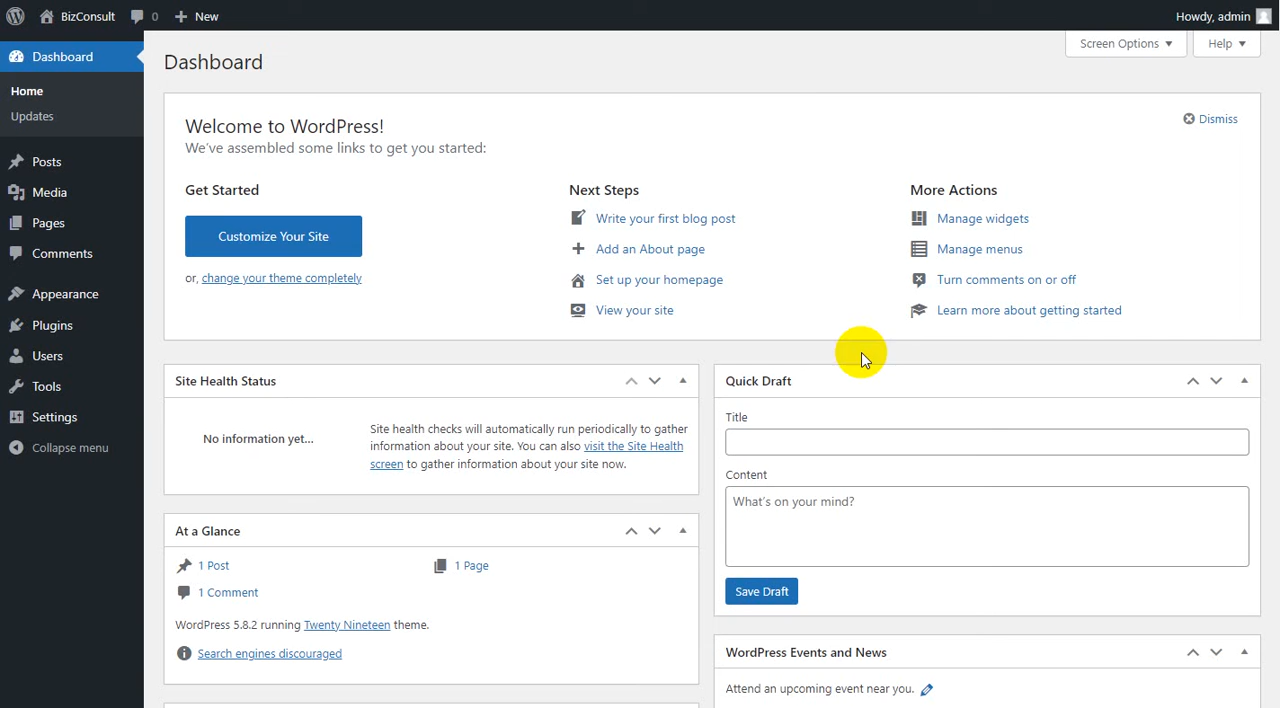 BizConsult 0 New Howdy, admin
Screen Options Help
Dashboard
Home
Updates
Posts
Media
Pages
Comments
Appearance
Plugins
Users
Tools
Settings
Collapse menu
Dashboard
Welcome to WordPress!
We've assembled some links to get you started:
Dismiss
Get Started
Customize Your Site
or, change your theme completely
Next Steps
Write your first blog post
Add an About page
Set up your homepage
View your site
More Actions
Manage widgets
Manage menus
Turn comments on or off
Learn more about getting started
Site Health Status
No information yet...
Site health checks will automatically run periodically to gather
information about your site. You can also visit the Site Health
screen to gather information about your site now.
At a Glance
1 Post
1 Page
1 Comment
WordPress 5.8.2 running Twenty Nineteen theme.
Search engines discouraged
Quick Draft
Title
Content
What's on your mind?
Save Draft
WordPress Events and News
Attend an upcoming event near you.